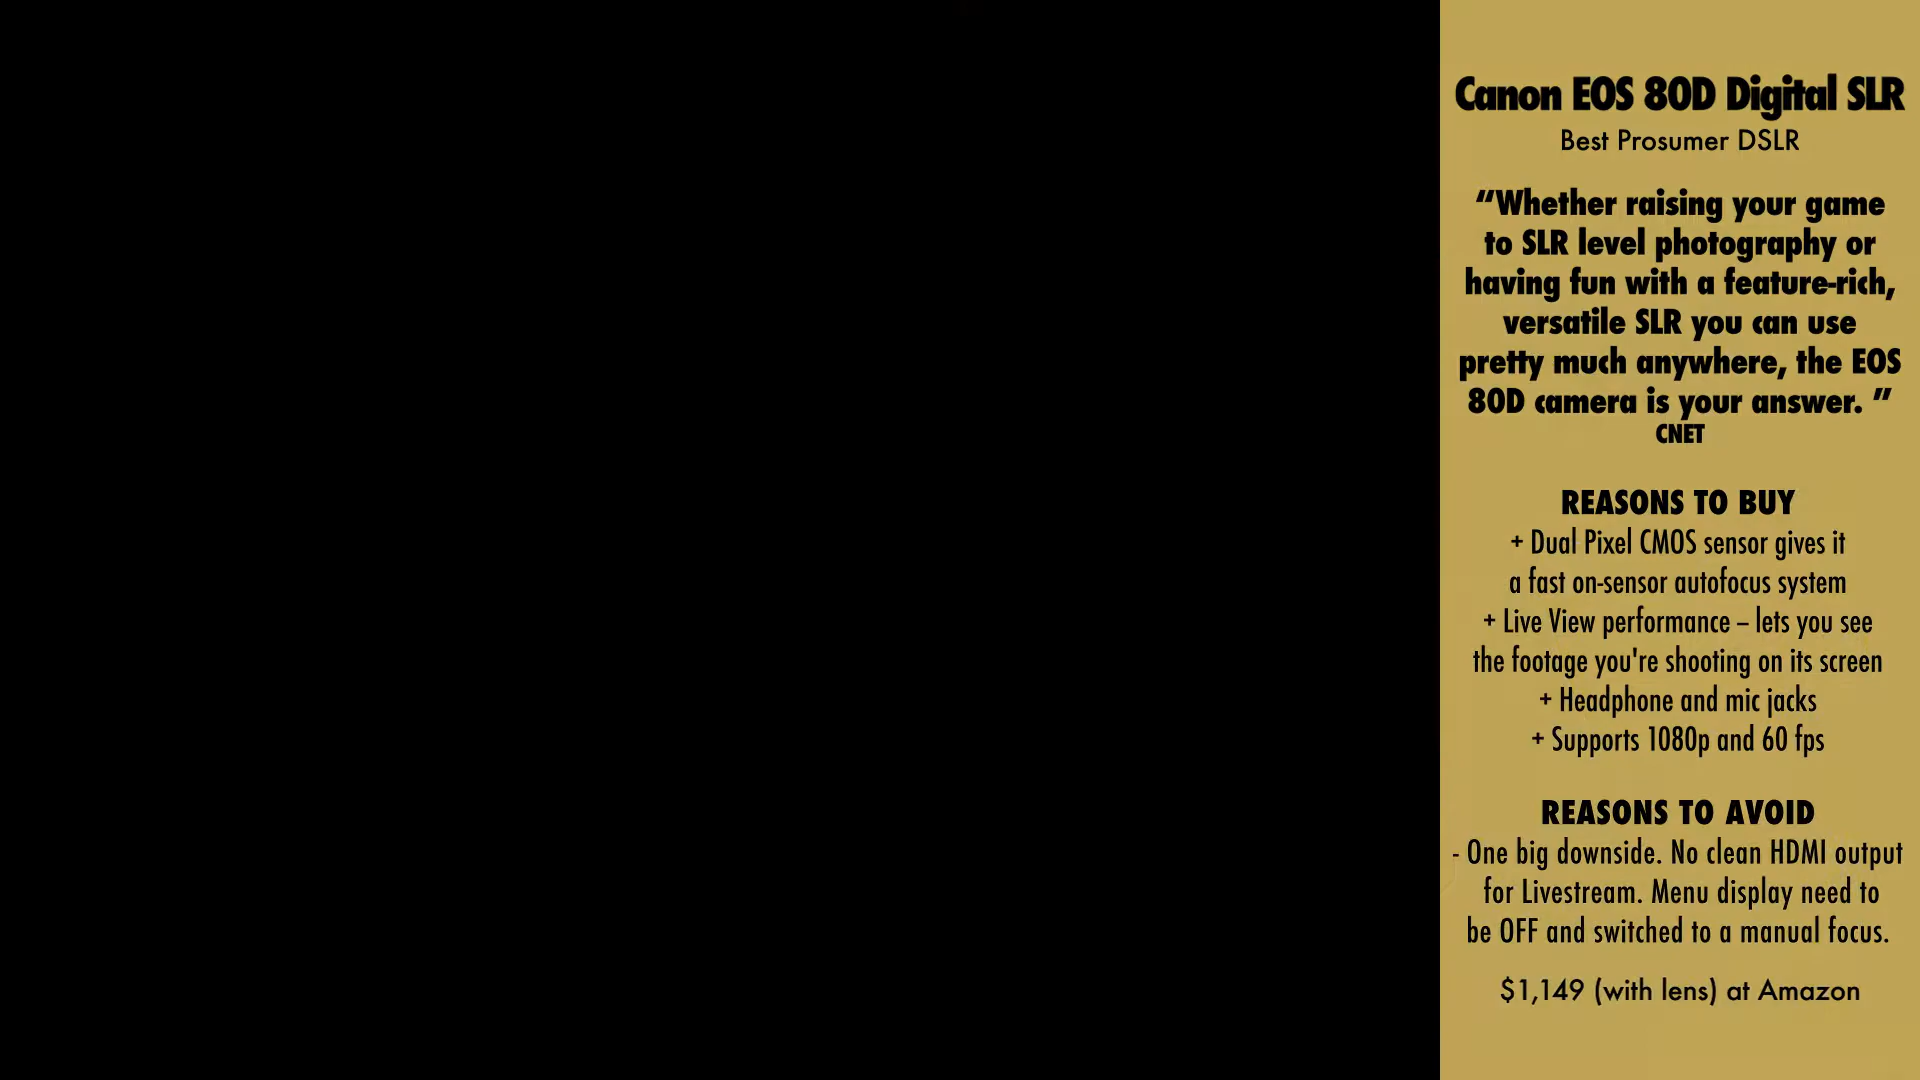 Canon EOS 80D Digital SLR
Best Prosumer DSLR
“Whether raising your game
to SLR level photography or
having fun with a feature-rich,
versatile SLR you can use
pretty much anywhere, the EOS
80D camera is your answer. ”
CNET
REASONS TO BUY
+ Dual Pixel CMOS sensor gives it
a fast on-sensor autofocus system
+ Live View performance – lets you see
the footage you're shooting on its screen
+ Headphone and mic jacks
+ Supports 1080p and 60 fps
REASONS TO AVOID
- One big downside. No clean HDMI output
for Livestream. Menu display need to
be OFF and switched to a manual focus.
$1,149 (with lens) at Amazon